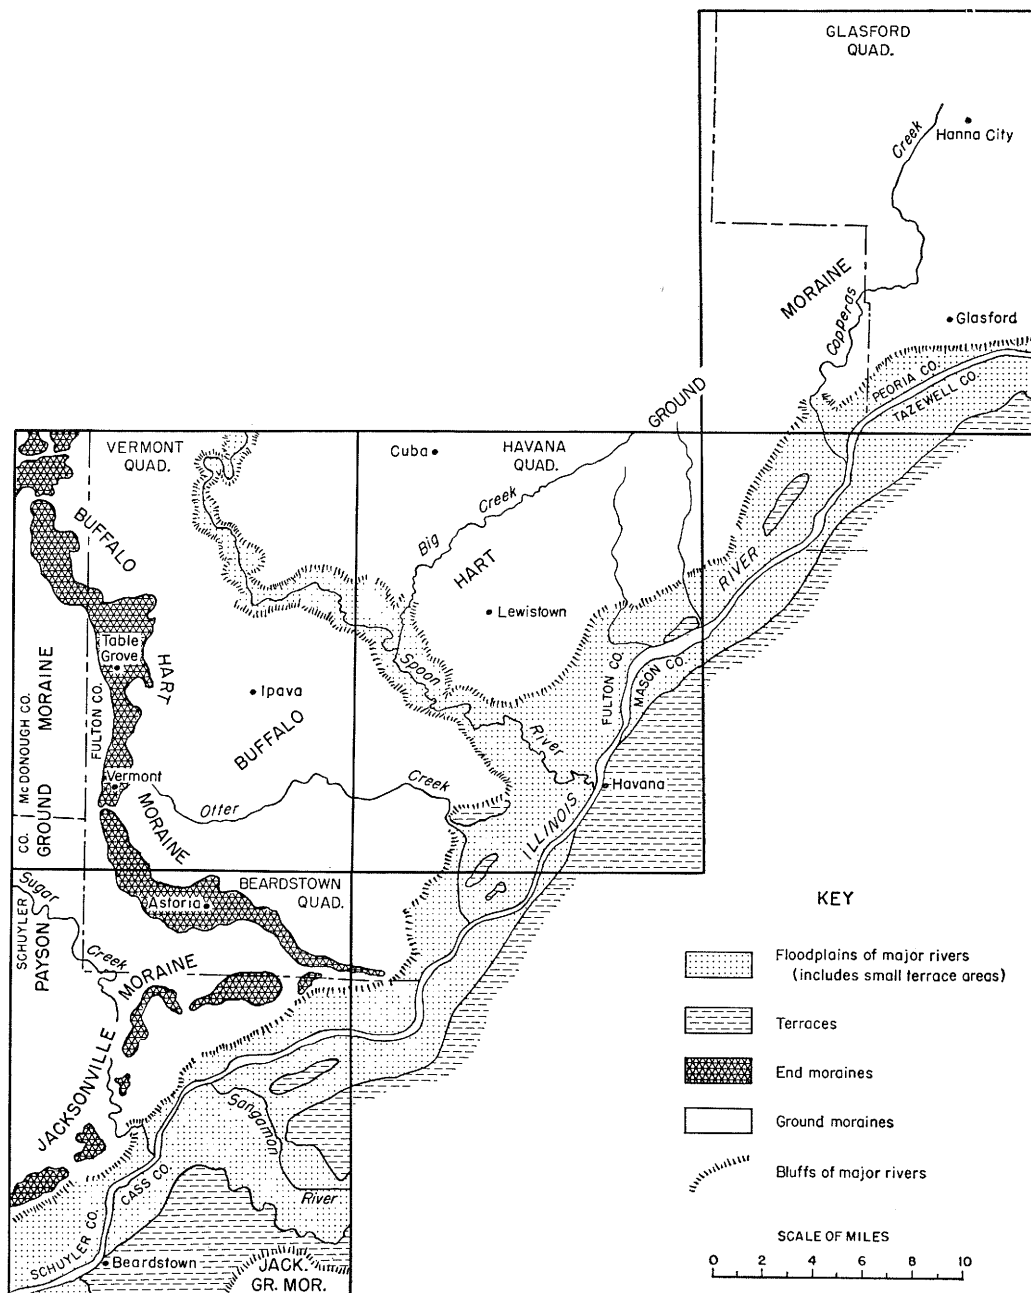 GLASFORD
QUAD.
Creek
Hanna City
MORAINE
Copperas
Glasford
PEORIA CO.
TAZEWELL CO.
GROUND
VERMONT
QUAD.
Cuba
HAVANA
QUAD.
BUFFALO
Big
Creek
HART
RIVER
Lewistown
Table
Grove
HART
Spoon
FULTON CO.
MASON CO.
McDONOUGH CO.
MORAINE
FULTON CO.
Ipava
BUFFALO
River
Vermont
Creek
Havana
Otter
MORAINE
ILLINOIS
CO.
GROUND
Sugar
BEARDSTOWN
QUAD.
Astoria
SCHUYLER
PAYSON
Creek
MORAINE
JACKSONVILLE
Sangamon
River
CASS CO.
SCHUYLER CO.
Beardstown
JACK.
GR. MOR.
KEY
Floodplains of major rivers
(includes small terrace areas)
Terraces
End moraines
Ground moraines
Bluffs of major rivers
SCALE OF MILES
0 2 4 6 8 10